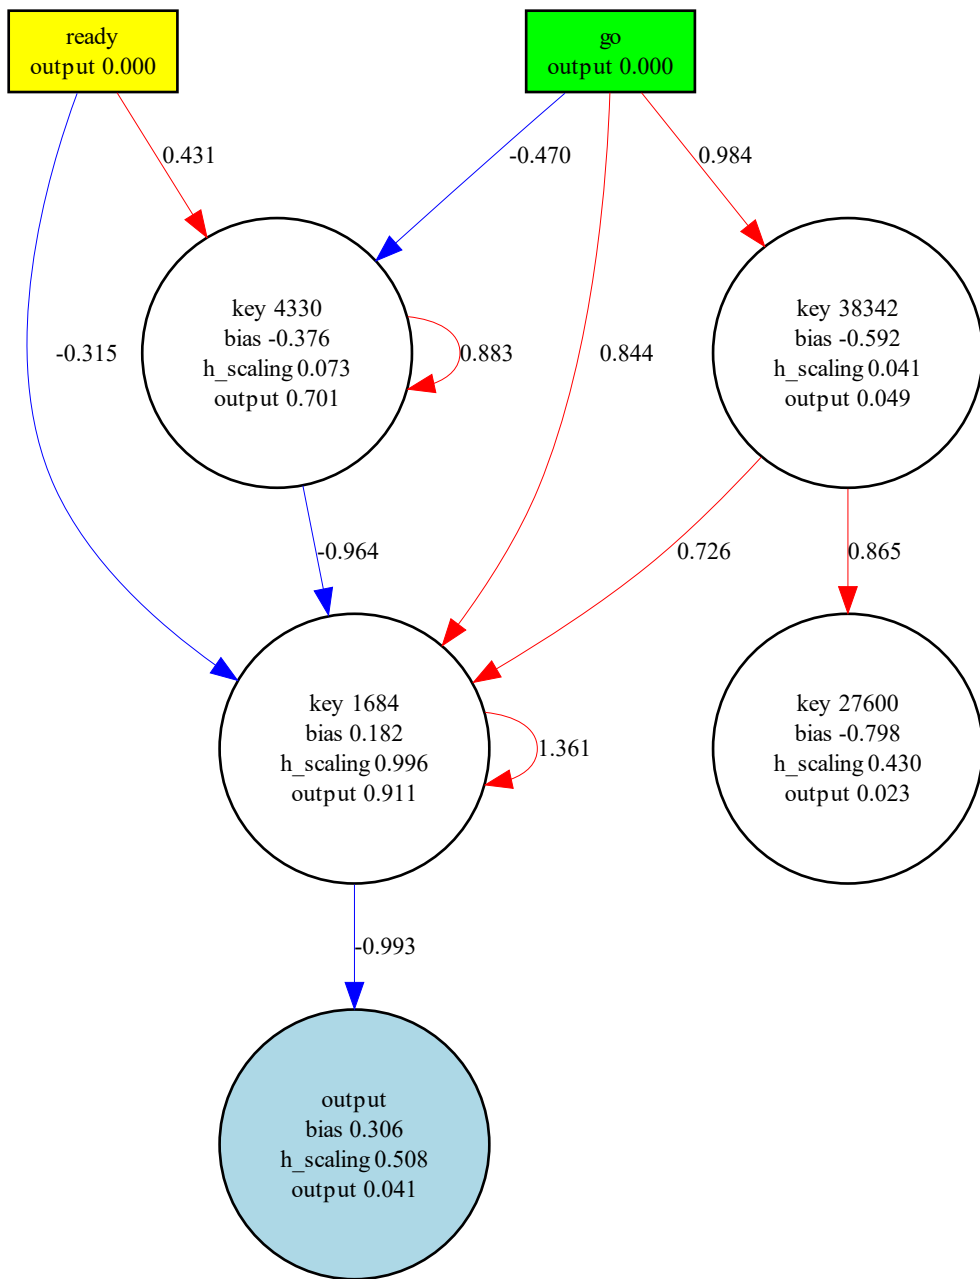 ready
output 0.000
go
output 0.000
0.431
-0.470
0.984
key 4330
bias -0.376
h_scaling 0.073
output 0.701
key 38342
bias -0.592
h_scaling 0.041
output 0.049
-0.315
0.883
0.844
-0.964
0.726
0.865
key 1684
bias 0.182
h_scaling 0.996
output 0.911
1.361
key 27600
bias -0.798
h_scaling 0.430
output 0.023
-0.993
output
bias 0.306
h_scaling 0.508
output 0.041